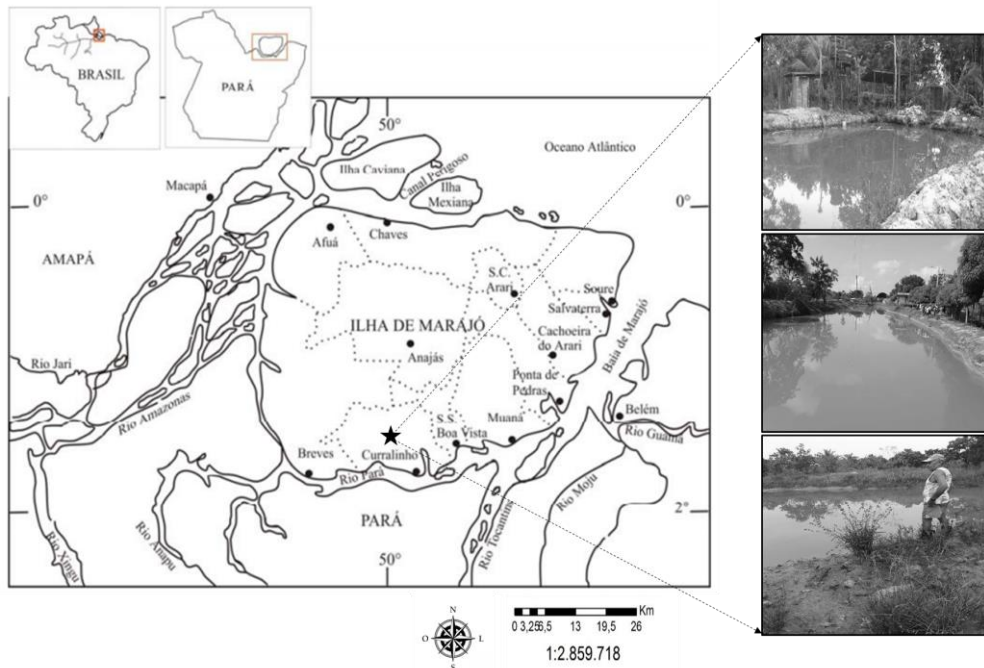 BRASIL
PARÁ
50°
Oceano Atlântico
Ilha Caviana
Canal Perigoso
Ilha
Mexiana
Macapá
0°
0°
Chaves
Afuá
AMAPÁ
S.C.
Arari
Soure
Salvaterra
ILHA DE MARAJÓ
Cachoeira
do Arari
Baia de Marajó
Anajás
Rio Jari
Ponta de
Pedras
Rio Amazonas
S.S.
Boa Vista
Muaná
Belém
Rio Guamá
Breves
Curralinho
Rio Pará
Rio Moju
PARÁ
2°
Rio Tocantins
Rio Xingu
Rio Anapu
50°
N
O
L
S
Km
0 3,25 6,5 13 19,5 26
1:2.859.718